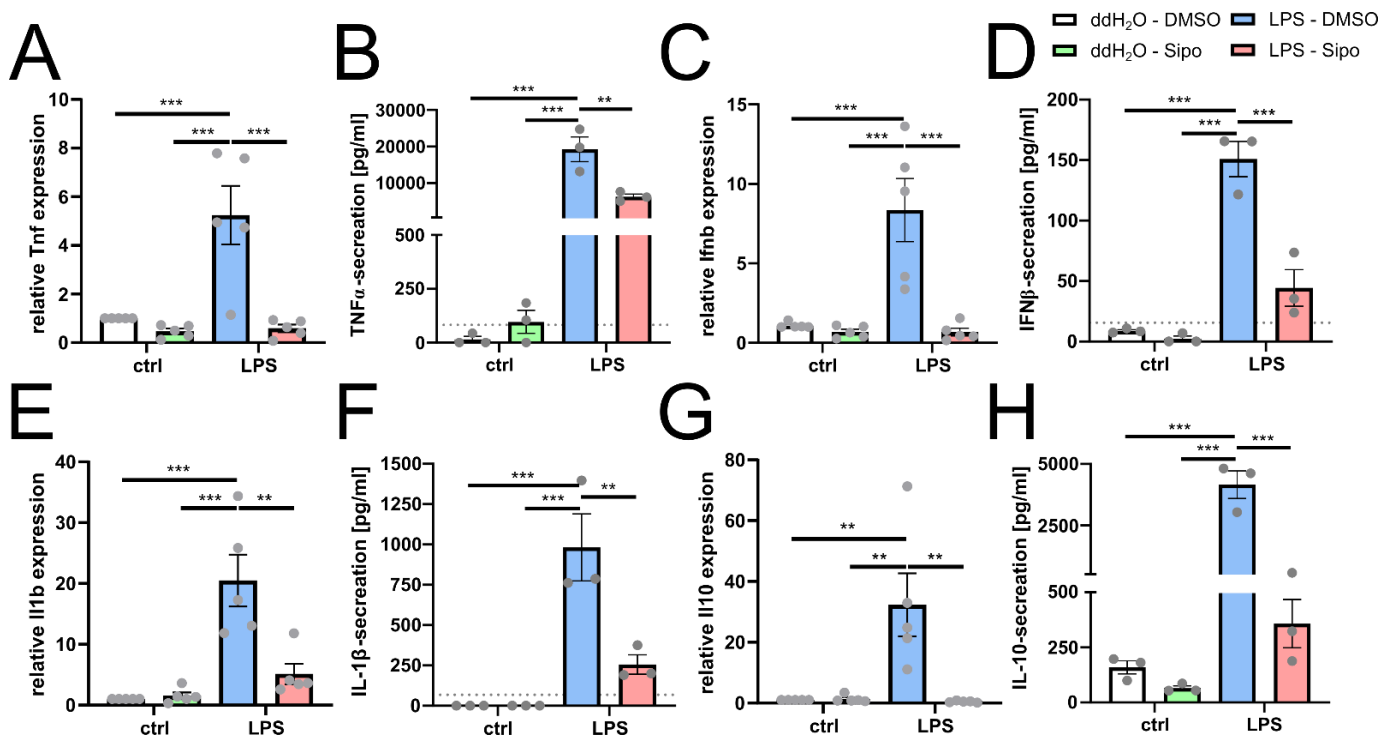 ddH2O - DMSO
LPS - DMSO
ddH2O - Sipo
LPS - Sipo
A
relative Tnf expression
10
8
6
4
2
0
***
***
***
ctrl
LPS
B
TNFα-secreation [pg/ml]
30000
20000
10000
500
250
0
***
***
**
ctrl
LPS
C
relative Ifnb expression
15
10
5
0
***
***
***
ctrl
LPS
D
IFNβ-secreation [pg/ml]
200
150
100
50
0
***
***
***
ctrl
LPS
E
relative Il1b expression
40
30
20
10
0
***
***
**
ctrl
LPS
F
IL-1β-secreation [pg/ml]
1500
1250
1000
750
500
250
0
***
***
**
ctrl
LPS
G
relative Il10 expression
80
60
40
20
0
**
**
**
ctrl
LPS
H
IL-10-secreation [pg/ml]
5000
2500
500
250
0
***
***
***
ctrl
LPS